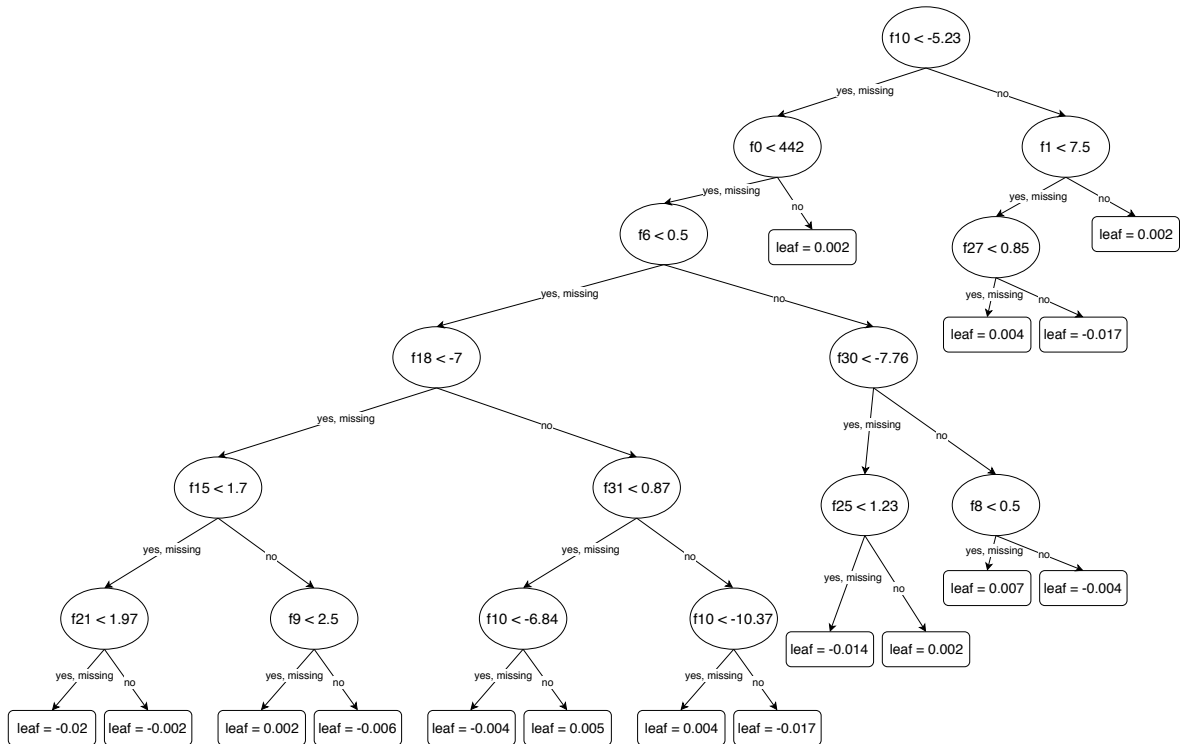 f10 < -5.23
yes, missing
no
f0 < 442
f1 < 7.5
yes, missing
no
yes, missing
no
f6 < 0.5
leaf = 0.002
f27 < 0.85
leaf = 0.002
yes, missing
no
yes, missing
no
leaf = 0.004
leaf = -0.017
f18 < -7
f30 < -7.76
yes, missing
no
yes, missing
no
f15 < 1.7
f31 < 0.87
f25 < 1.23
f8 < 0.5
yes, missing
no
yes, missing
no
yes, missing
no
yes, missing
no
leaf = 0.007
leaf = -0.004
f21 < 1.97
f9 < 2.5
f10 < -6.84
f10 < -10.37
leaf = -0.014
leaf = 0.002
yes, missing
no
yes, missing
no
yes, missing
no
yes, missing
no
leaf = -0.02
leaf = -0.002
leaf = 0.002
leaf = -0.006
leaf = -0.004
leaf = 0.005
leaf = 0.004
leaf = -0.017